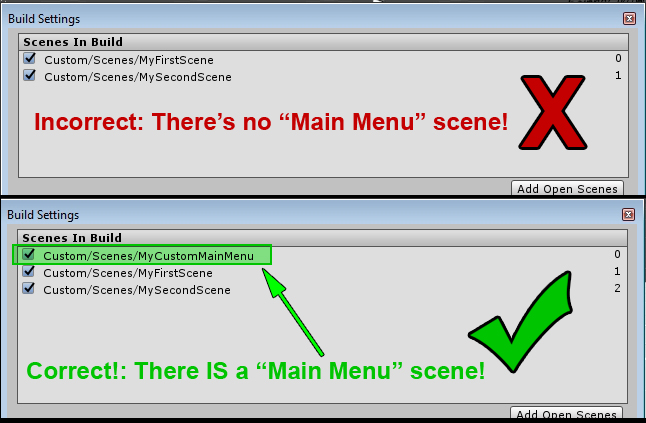 Build Settings
Scenes In Build
Custom/Scenes/MyFirstScene 0
Custom/Scenes/MySecondScene 1
Incorrect: There's no “Main Menu” scene!
X
Add Open Scenes
Build Settings
Scenes In Build
Custom/Scenes/MyCustomMainMenu 0
Custom/Scenes/MyFirstScene 1
Custom/Scenes/MySecondScene 2
Correct!: There IS a “Main Menu” scene!
Add Open Scenes